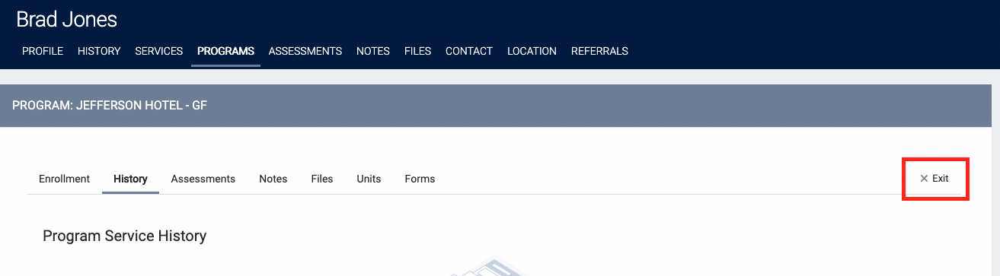 Brad Jones
PROFILE HISTORY SERVICES PROGRAMS ASSESSMENTS NOTES FILES CONTACT LOCATION REFERRALS
PROGRAM: JEFFERSON HOTEL - GF
Enrollment History Assessments Notes Files Units Forms × Exit
Program Service History